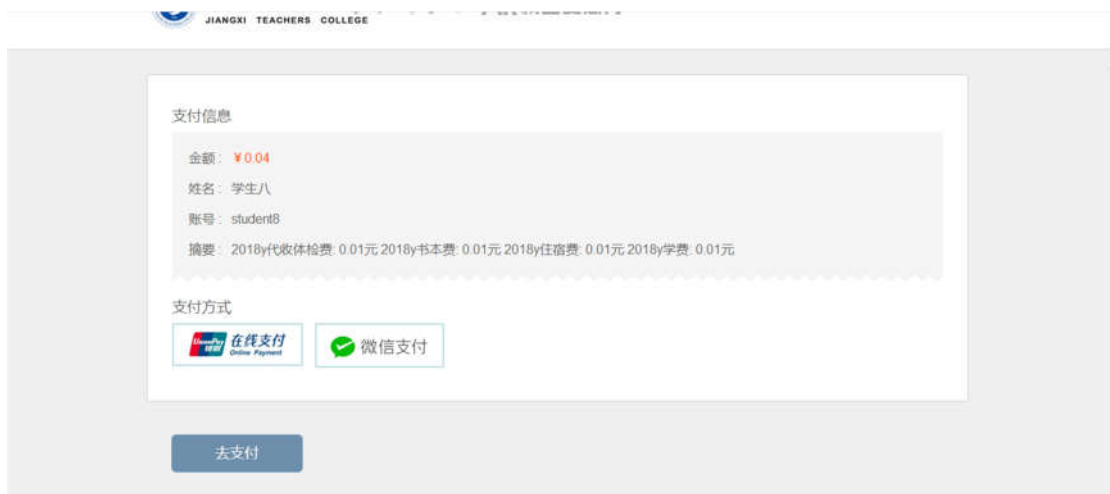 JIANGXI TEACHERS COLLEGE
支付信息
金额： ￥0.04
姓名： 学生八
账号： student8
摘要： 2018y代收体检费: 0.01元 2018y书本费: 0.01元 2018y住宿费: 0.01元 2018y学费: 0.01元
支付方式
UnionPay 银联 在线支付
Online Payment
微信支付
去支付